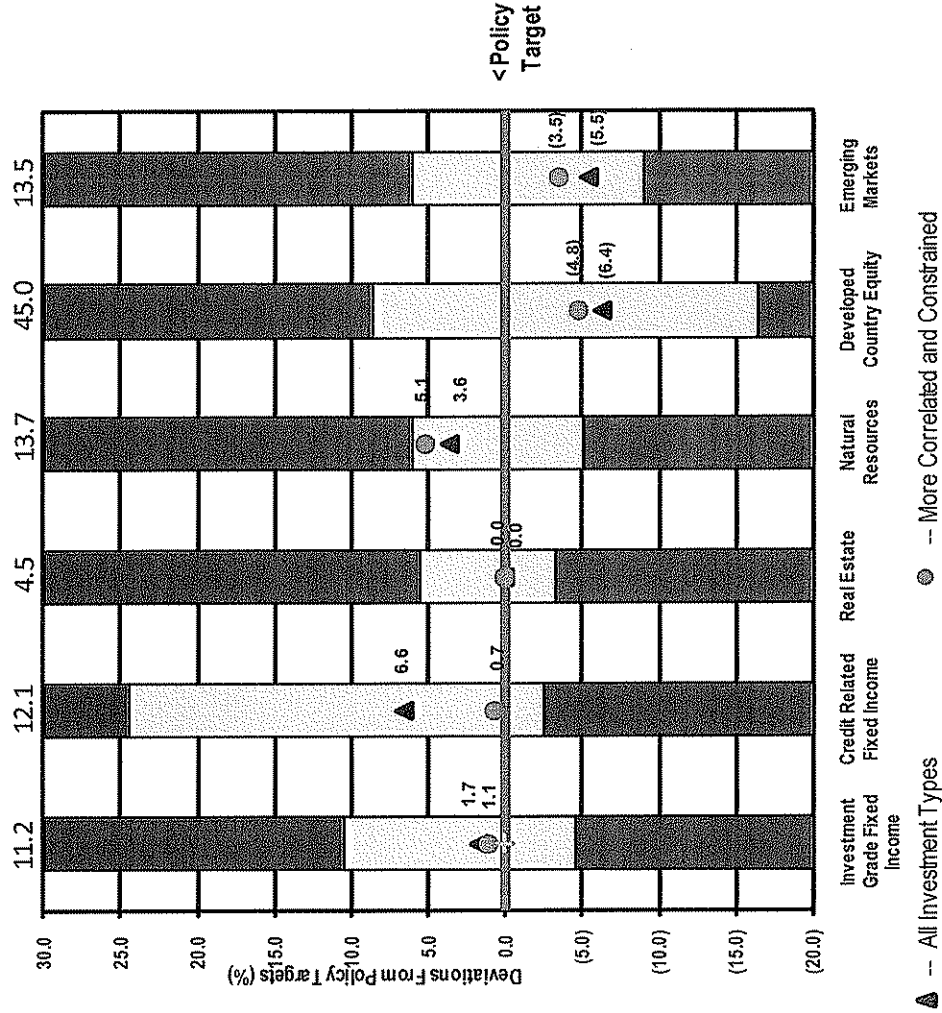 11.2
12.1
4.5
13.7
45.0
13.5
30.0
25.0
20.0
15.0
10.0
5.0
0.0
(5.0)
(10.0)
(15.0)
(20.0)
Deviations From Policy Targets (%)
1.7
1.1
6.6
0.7
0.0
0.0
5.1
3.6
(4.8)
(6.4)
(3.5)
(5.5)
< Policy
Target
Investment
Grade Fixed
Income
Credit Related
Fixed Income
Real Estate
Natural
Resources
Developed
Country Equity
Emerging
Markets
-- All Investment Types
-- More Correlated and Constrained